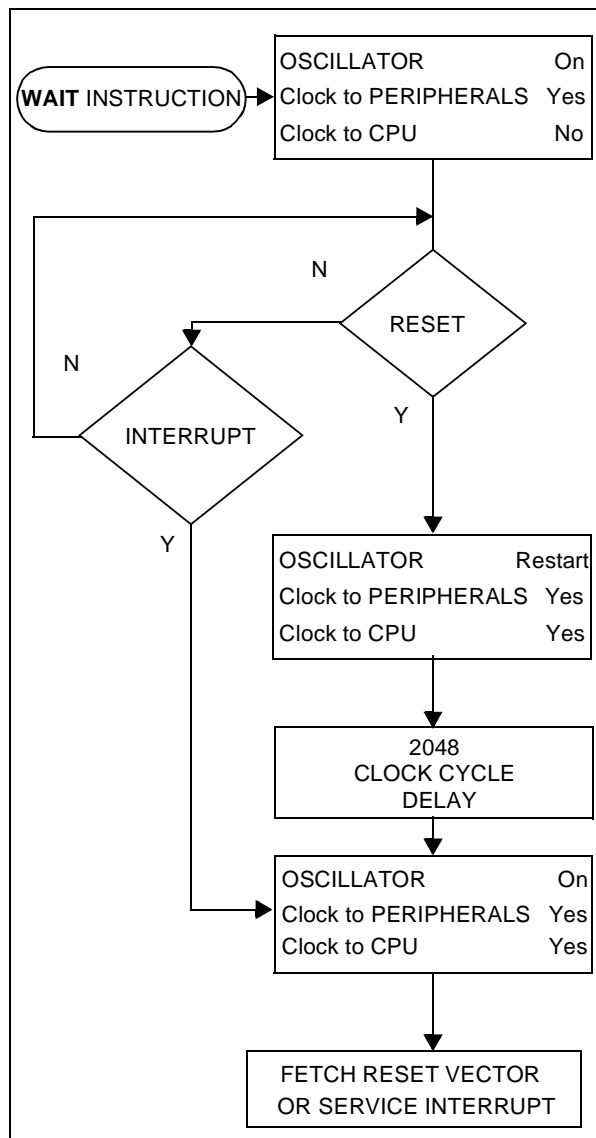 WAIT INSTRUCTION
OSCILLATOR On
Clock to PERIPHERALS Yes
Clock to CPU No
N
RESET
N
INTERRUPT
Y
Y
OSCILLATOR Restart
Clock to PERIPHERALS Yes
Clock to CPU Yes
2048
CLOCK CYCLE
DELAY
OSCILLATOR On
Clock to PERIPHERALS Yes
Clock to CPU Yes
FETCH RESET VECTOR
OR SERVICE INTERRUPT